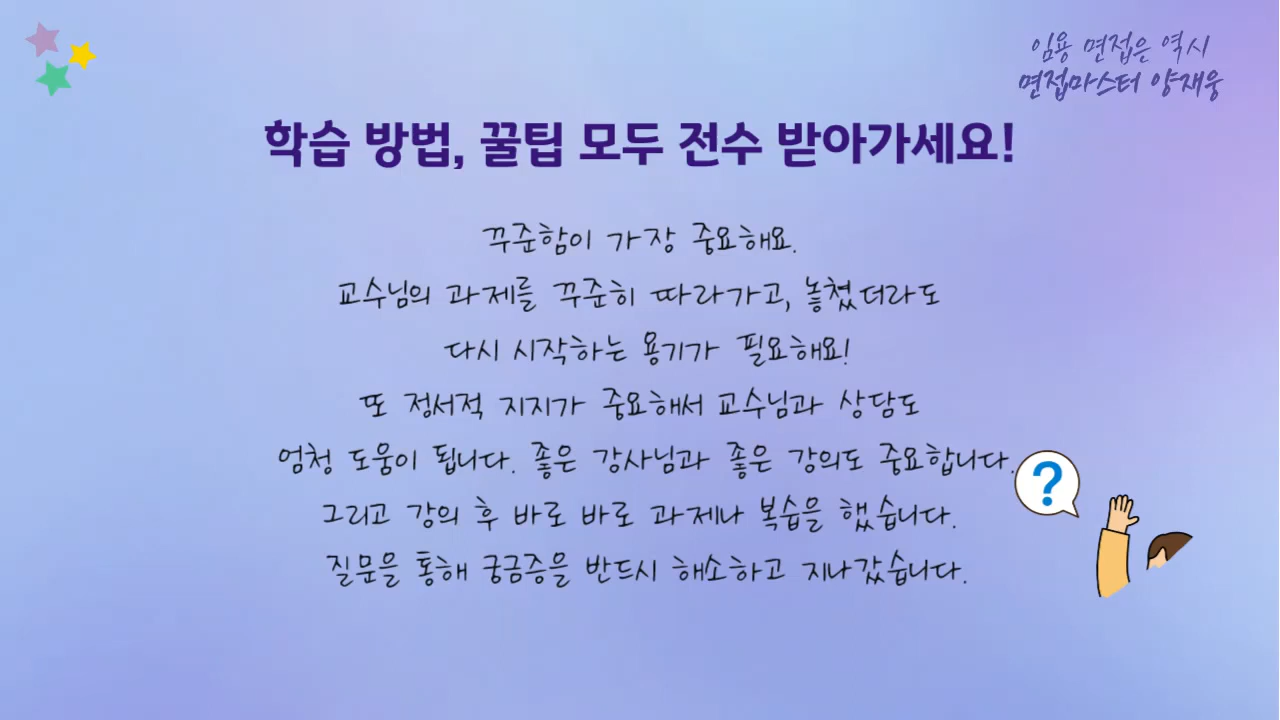 임용 면접은 역시
면접마스터 양재웅
학습 방법, 꿀팁 모두 전수 받아가세요!
꾸준함이 가장 중요해요.
교수님의 과제를 꾸준히 따라가고, 놓쳤더라도
다시 시작하는 용기가 필요해요!
또 정서적 지지가 중요해서 교수님과 상담도
엄청 도움이 됩니다. 좋은 강사님과 좋은 강의도 중요합니다.
그리고 강의 후 바로 바로 과제나 복습을 했습니다.
질문을 통해 궁금증을 반드시 해소하고 지나갔습니다.
?